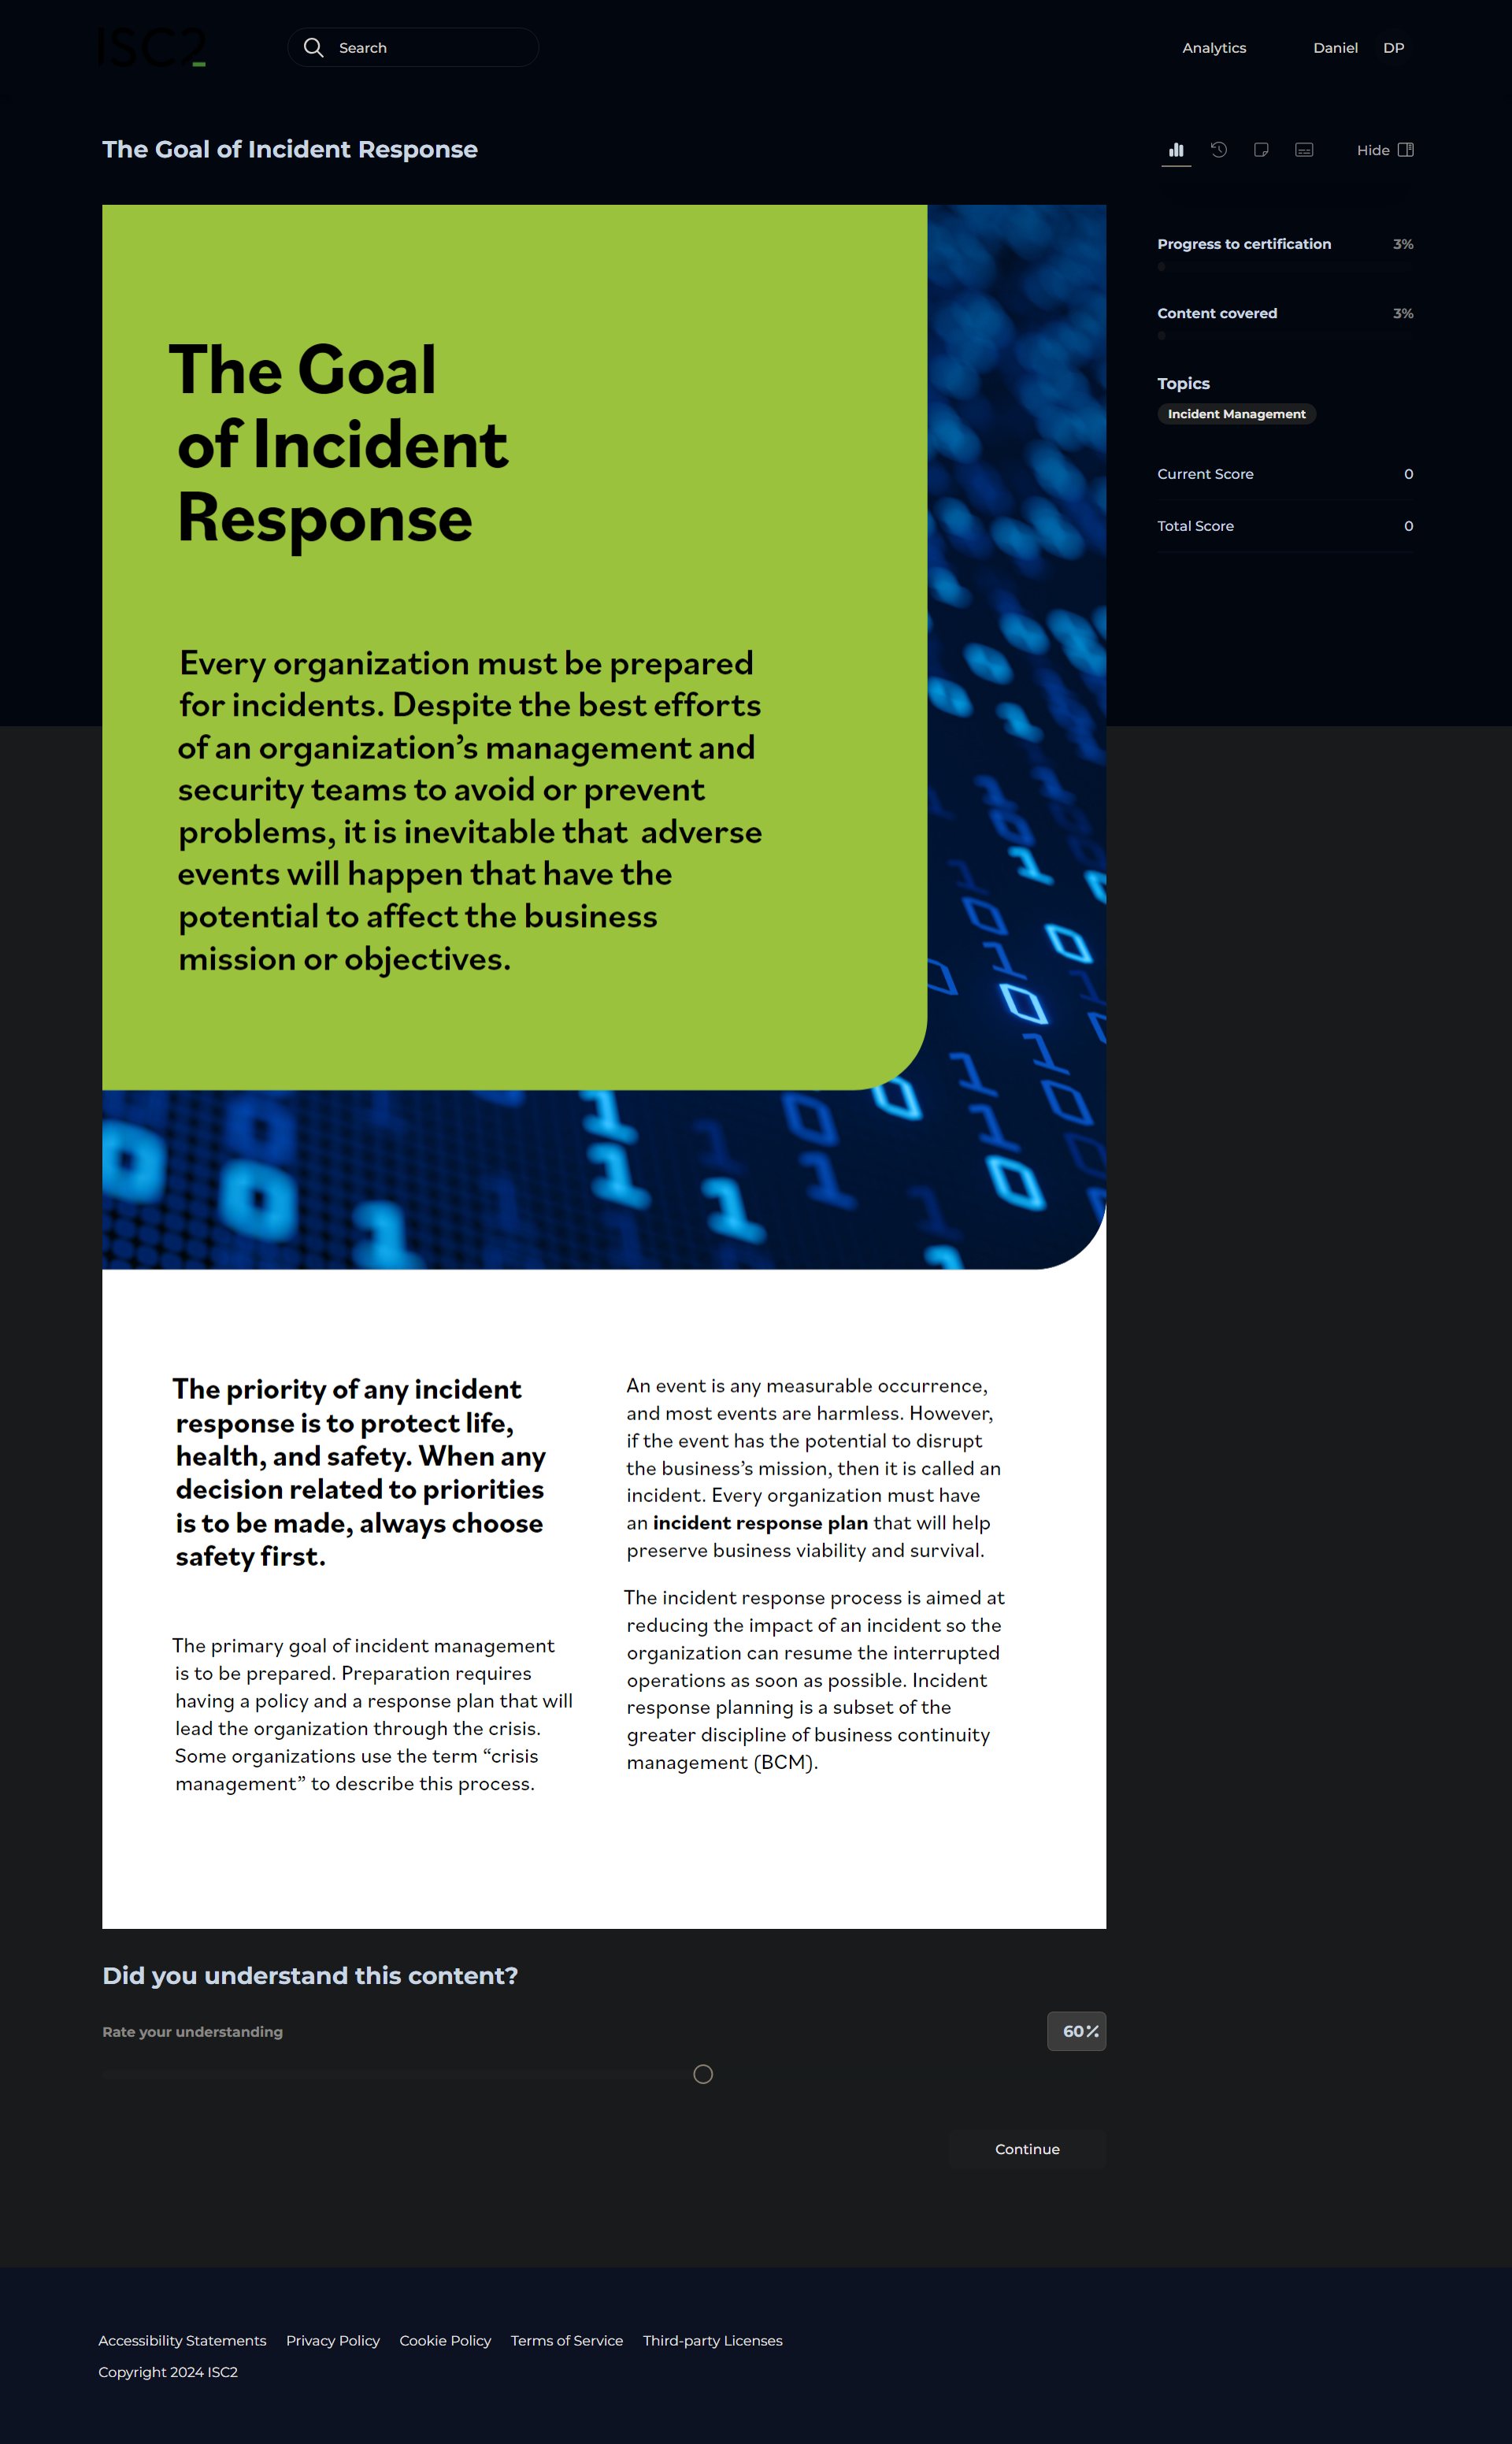 ISC2
Search
Analytics
Daniel
DP
The Goal of Incident Response
Hide
The Goal
of Incident
Response
Every organization must be prepared
for incidents. Despite the best efforts
of an organization’s management and
security teams to avoid or prevent
problems, it is inevitable that adverse
events will happen that have the
potential to affect the business
mission or objectives.
The priority of any incident
response is to protect life,
health, and safety. When any
decision related to priorities
is to be made, always choose
safety first.
The primary goal of incident management
is to be prepared. Preparation requires
having a policy and a response plan that will
lead the organization through the crisis.
Some organizations use the term “crisis
management” to describe this process.
An event is any measurable occurrence,
and most events are harmless. However,
if the event has the potential to disrupt
the business’s mission, then it is called an
incident. Every organization must have
an incident response plan that will help
preserve business viability and survival.
The incident response process is aimed at
reducing the impact of an incident so the
organization can resume the interrupted
operations as soon as possible. Incident
response planning is a subset of the
greater discipline of business continuity
management (BCM).
Progress to certification 3%
Content covered 3%
Topics
Incident Management
Current Score 0
Total Score 0
Did you understand this content?
Rate your understanding 60%
Continue
Accessibility Statements Privacy Policy Cookie Policy Terms of Service Third-party Licenses
Copyright 2024 ISC2